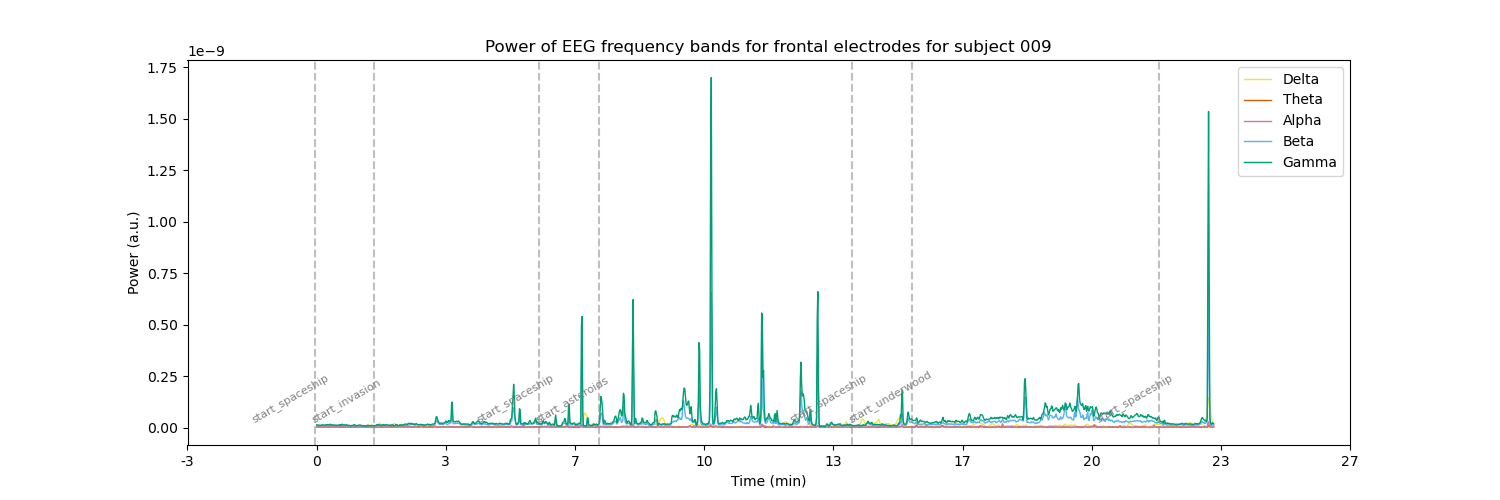 Power of EEG frequency bands for frontal electrodes for subject 009
1e−9
1.75
1.50
1.25
1.00
0.75
0.50
0.25
0.00
Power (a.u.)
Delta
Theta
Alpha
Beta
Gamma
start_spaceship
start_invasion
start_spaceship
start_asteroids
start_spaceship
start_underwood
start_spaceship
-3 0 3 7 10 13 17 20 23 27
Time (min)